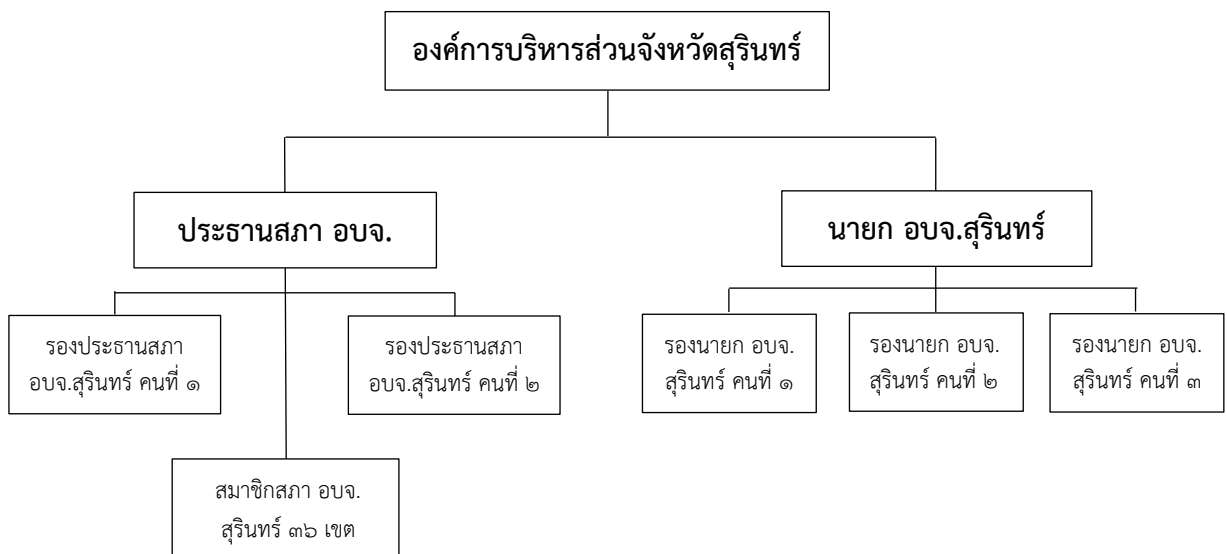 องค์การบริหารส่วนจังหวัดสุรินทร์
ประธานสภา อบจ.
นายก อบจ.สุรินทร์
รองประธานสภา
อบจ.สุรินทร์ คนที่ ๑
รองประธานสภา
อบจ.สุรินทร์ คนที่ ๒
รองนายก อบจ.
สุรินทร์ คนที่ ๑
รองนายก อบจ.
สุรินทร์ คนที่ ๒
รองนายก อบจ.
สุรินทร์ คนที่ ๓
สมาชิกสภา อบจ.
สุรินทร์ ๓๖ เขต